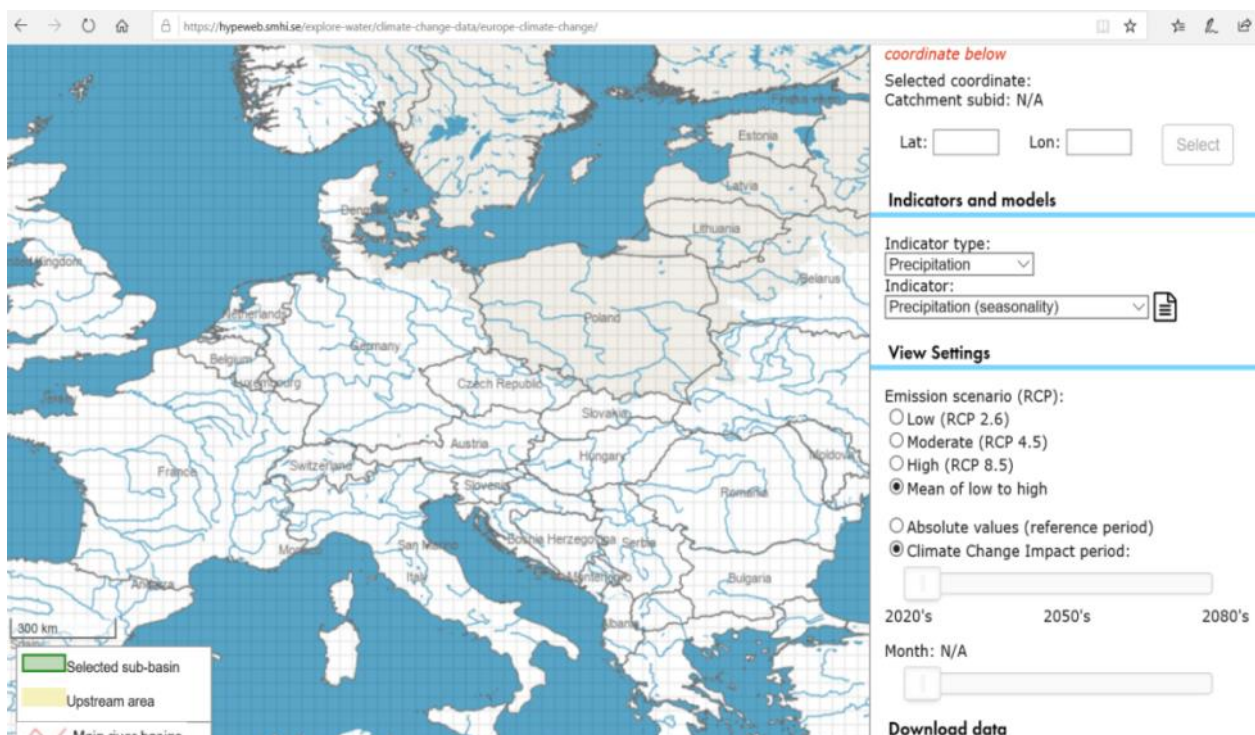 https://hypeweb.smhi.se/explore-water/climate-change-data/europe-climate-change/
coordinate below
Selected coordinate:
Catchment subid: N/A
Lat:
Lon:
Select
Indicators and models
Indicator type:
Precipitation
Indicator:
Precipitation (seasonality)
View Settings
Emission scenario (RCP):
Low (RCP 2.6)
Moderate (RCP 4.5)
High (RCP 8.5)
Mean of low to high
Absolute values (reference period)
Climate Change Impact period:
2020's 2050's 2080's
Month: N/A
Download data
Estonia
Latvia
Denmark
Lithuania
Kingdom
Belarus
Netherlands
Poland
Belgium
Germany
Luxembourg
Czech Republic
Slovakia
Austria
France
Switzerland
Hungary
Moldova
Slovenia
Romania
Bosnia Herzegovina
Serbia
San Marino
Italy
Montenegro
Bulgaria
Andorra
Albania
300 km
Selected sub-basin
Upstream area
Main river basins